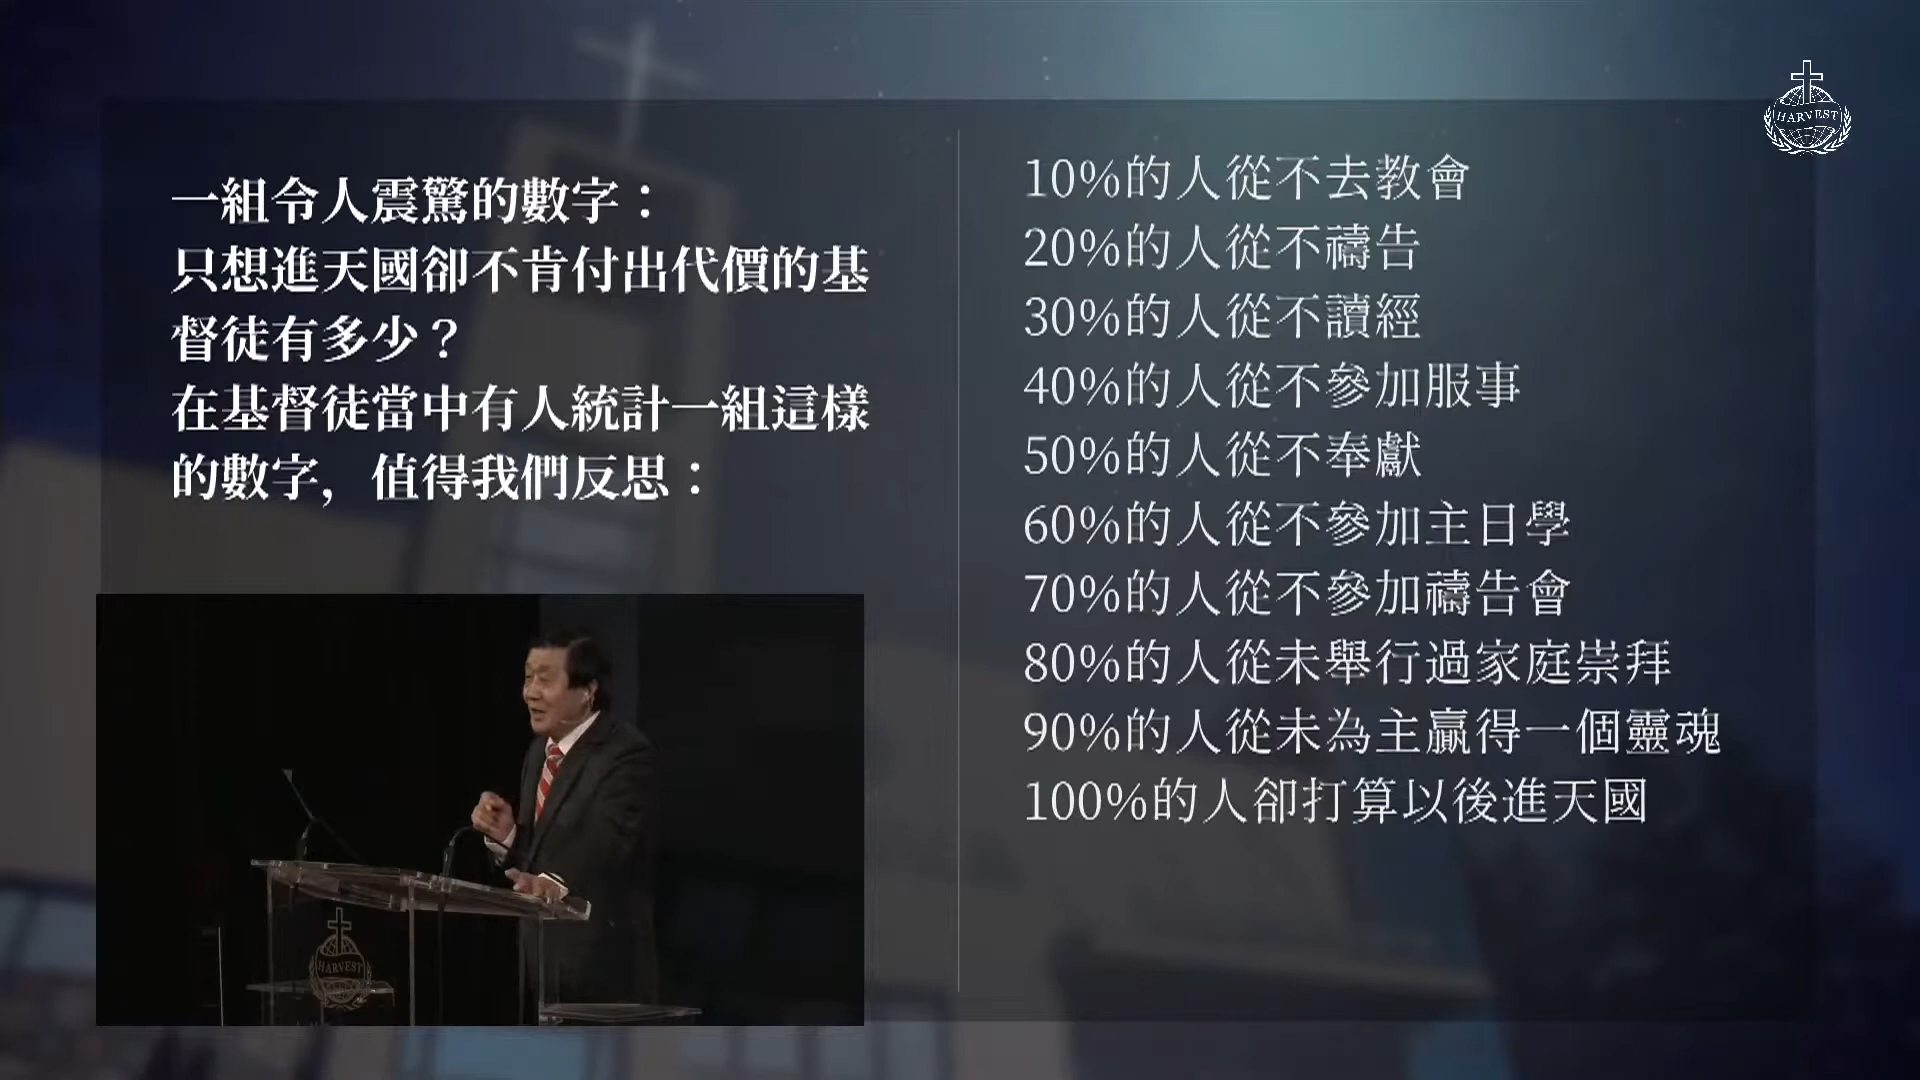 一組令人震驚的數字：
只想進天國卻不肯付出代價的基
督徒有多少？
在基督徒當中有人統計一組這樣
的數字，值得我們反思：
10%的人從不去教會
20%的人從不禱告
30%的人從不讀經
40%的人從不參加服事
50%的人從不奉獻
60%的人從不參加主日學
70%的人從不參加禱告會
80%的人從未舉行過家庭崇拜
90%的人從未為主贏得一個靈魂
100%的人卻打算以後進天國
HARVEST
HARVEST